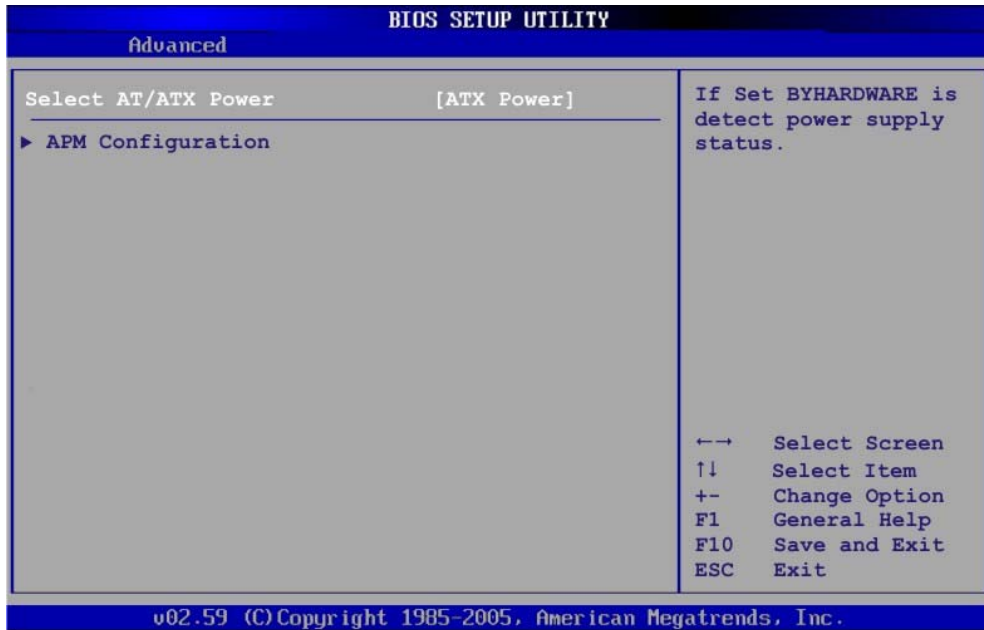 BIOS SETUP UTILITY
Advanced
Select AT/ATX Power [ATX Power]
▶ APM Configuration
If Set BYHARDWARE is
detect power supply
status.
←→ Select Screen
↑↓ Select Item
+- Change Option
F1 General Help
F10 Save and Exit
ESC Exit
v02.59 (C)Copyright 1985-2005, American Megatrends, Inc.